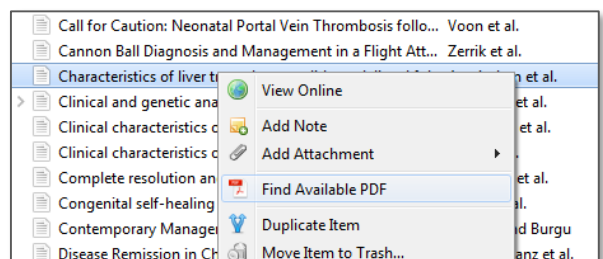 Call for Caution: Neonatal Portal Vein Thrombosis follo... Voon et al.
Cannon Ball Diagnosis and Management in a Flight Att... Zerrik et al.
Characteristics of liver et al.
View Online
Clinical and genetic ana et al.
Clinical characteristics Add Note et al.
Clinical characteristics Add Attachment
Complete resolution an et al.
Find Available PDF
Congenital self-healing al.
Contemporary Manage Duplicate Item Burgu
Disease Remission in Ch Move Item to Trash... anz et al.